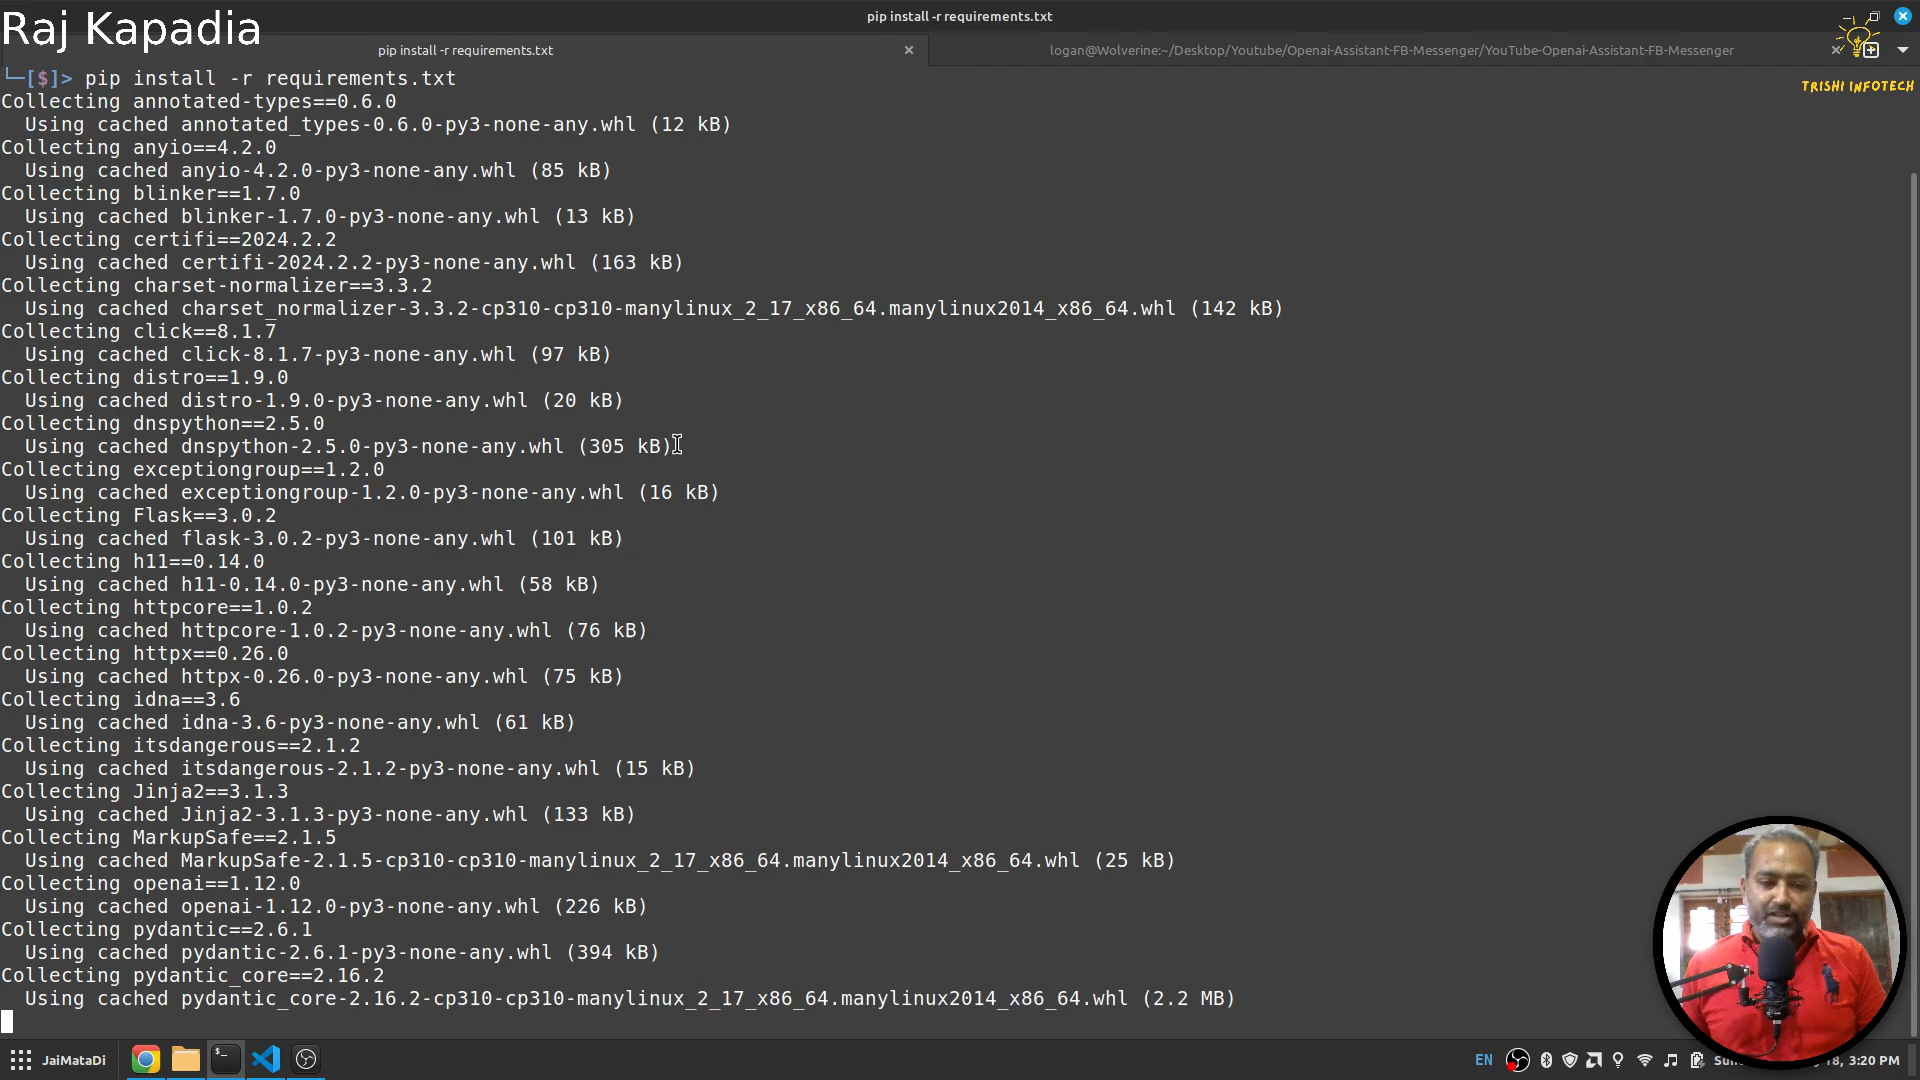 Raj Kapadia
pip install -r requirements.txt
pip install -r requirements.txt
logan@Wolverine:~/Desktop/Youtube/Openai-Assistant-FB-Messenger/YouTube-Openai-Assistant-FB-Messenger
TRISHI INFOTECH
└─[$]> pip install -r requirements.txt
Collecting annotated-types==0.6.0
  Using cached annotated_types-0.6.0-py3-none-any.whl (12 kB)
Collecting anyio==4.2.0
  Using cached anyio-4.2.0-py3-none-any.whl (85 kB)
Collecting blinker==1.7.0
  Using cached blinker-1.7.0-py3-none-any.whl (13 kB)
Collecting certifi==2024.2.2
  Using cached certifi-2024.2.2-py3-none-any.whl (163 kB)
Collecting charset-normalizer==3.3.2
  Using cached charset_normalizer-3.3.2-cp310-cp310-manylinux_2_17_x86_64.manylinux2014_x86_64.whl (142 kB)
Collecting click==8.1.7
  Using cached click-8.1.7-py3-none-any.whl (97 kB)
Collecting distro==1.9.0
  Using cached distro-1.9.0-py3-none-any.whl (20 kB)
Collecting dnspython==2.5.0
  Using cached dnspython-2.5.0-py3-none-any.whl (305 kB)
Collecting exceptiongroup==1.2.0
  Using cached exceptiongroup-1.2.0-py3-none-any.whl (16 kB)
Collecting Flask==3.0.2
  Using cached flask-3.0.2-py3-none-any.whl (101 kB)
Collecting h11==0.14.0
  Using cached h11-0.14.0-py3-none-any.whl (58 kB)
Collecting httpcore==1.0.2
  Using cached httpcore-1.0.2-py3-none-any.whl (76 kB)
Collecting httpx==0.26.0
  Using cached httpx-0.26.0-py3-none-any.whl (75 kB)
Collecting idna==3.6
  Using cached idna-3.6-py3-none-any.whl (61 kB)
Collecting itsdangerous==2.1.2
  Using cached itsdangerous-2.1.2-py3-none-any.whl (15 kB)
Collecting Jinja2==3.1.3
  Using cached Jinja2-3.1.3-py3-none-any.whl (133 kB)
Collecting MarkupSafe==2.1.5
  Using cached MarkupSafe-2.1.5-cp310-cp310-manylinux_2_17_x86_64.manylinux2014_x86_64.whl (25 kB)
Collecting openai==1.12.0
  Using cached openai-1.12.0-py3-none-any.whl (226 kB)
Collecting pydantic==2.6.1
  Using cached pydantic-2.6.1-py3-none-any.whl (394 kB)
Collecting pydantic_core==2.16.2
  Using cached pydantic_core-2.16.2-cp310-cp310-manylinux_2_17_x86_64.manylinux2014_x86_64.whl (2.2 MB)
JaiMataDi
EN
3:20 PM